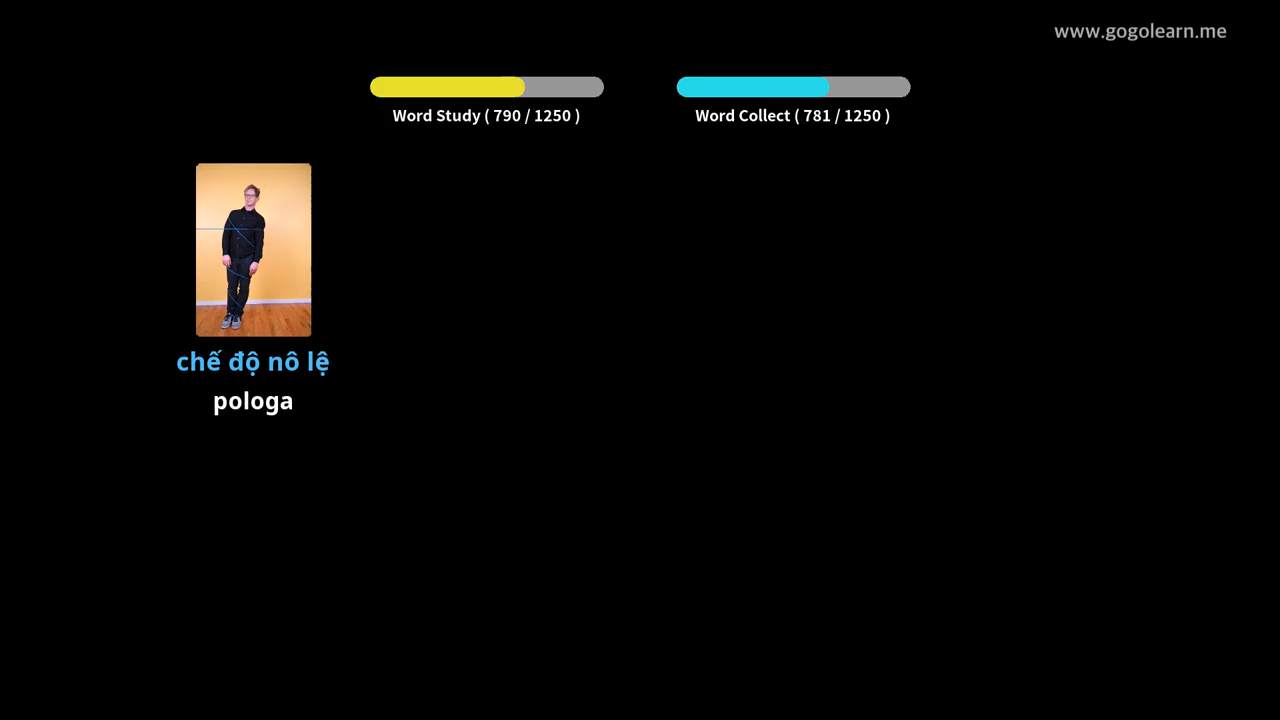 www.gogolearn.me
Word Study ( 790 / 1250 )
Word Collect ( 781 / 1250 )
chế độ nô lệ
pologa